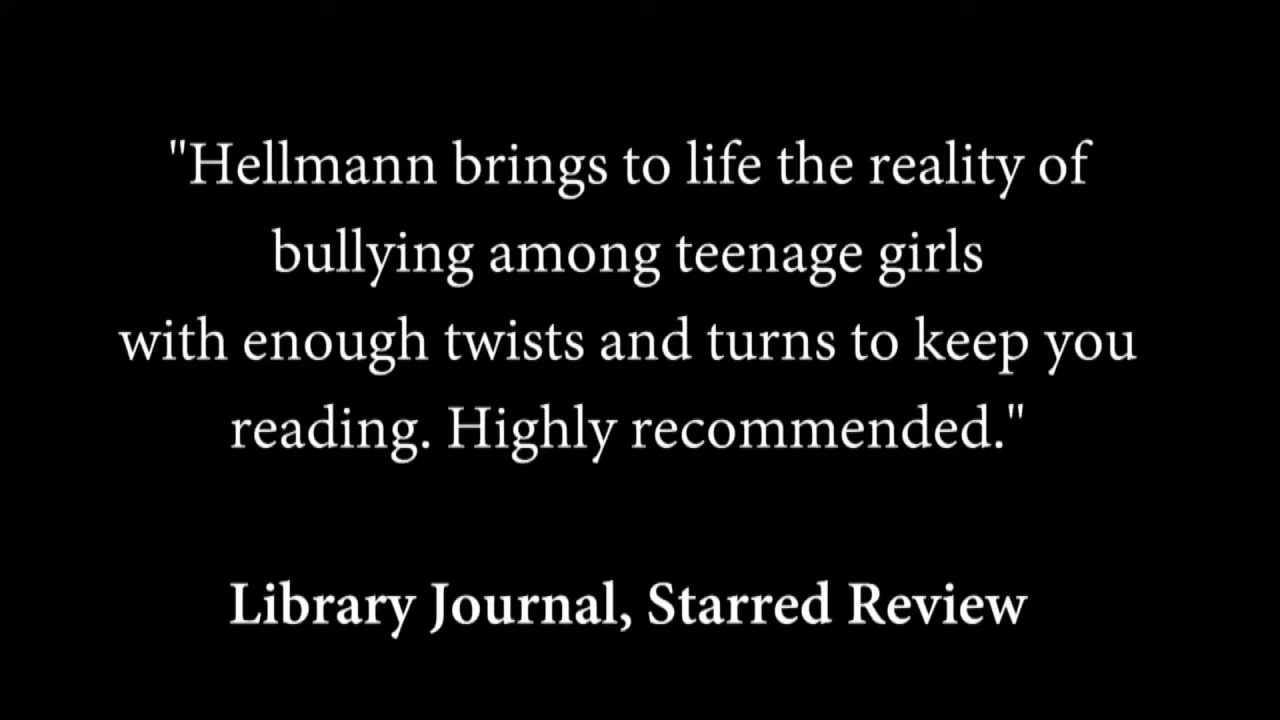 "Hellmann brings to life the reality of
bullying among teenage girls
with enough twists and turns to keep you
reading. Highly recommended."
Library Journal, Starred Review